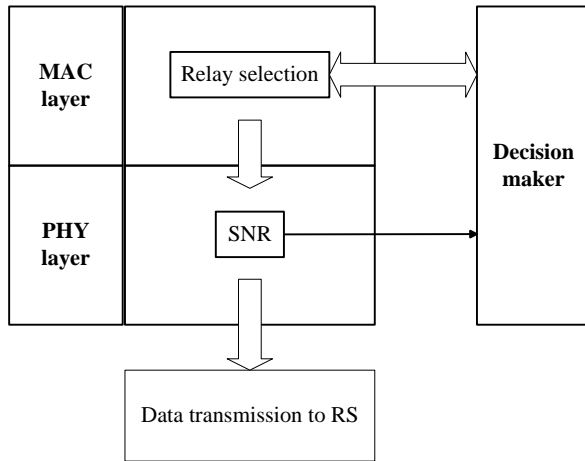 MAC
layer
Relay selection
Decision
maker
PHY
layer
SNR
Data transmission to RS